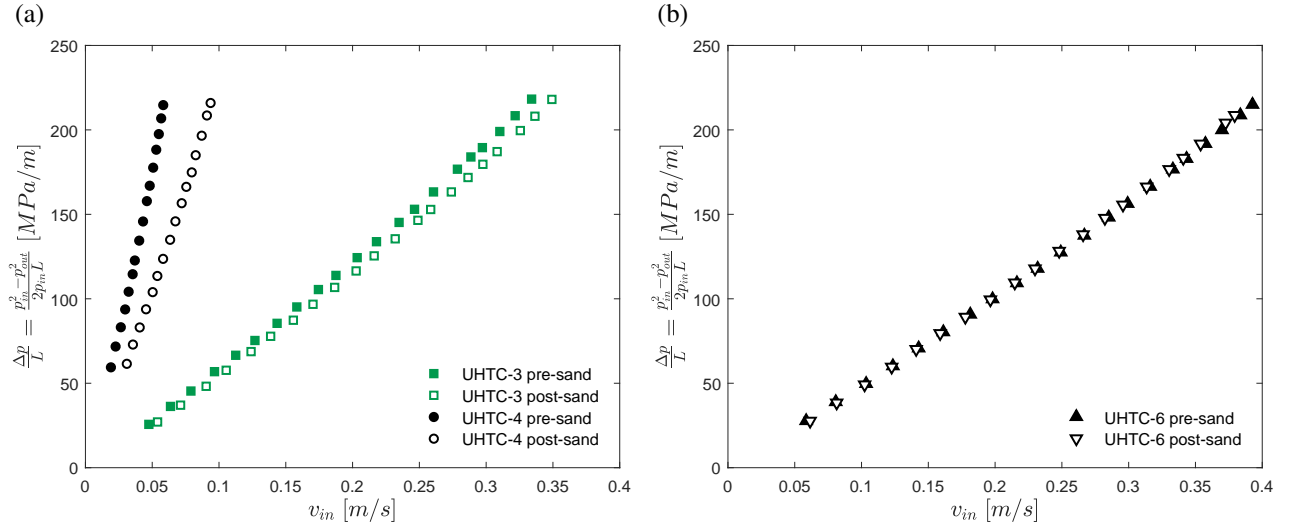 (a)
250
200
150
100
50
0
0
0.05
0.1
0.15
0.2
0.25
0.3
0.35
0.4
Δp/L = (p_in^2 − p_out^2)/(2p_in L) [MPa/m]
v_in [m/s]
UHTC-3 pre-sand
UHTC-3 post-sand
UHTC-4 pre-sand
UHTC-4 post-sand
(b)
250
200
150
100
50
0
0
0.05
0.1
0.15
0.2
0.25
0.3
0.35
0.4
Δp/L = (p_in^2 − p_out^2)/(2p_in L) [MPa/m]
v_in [m/s]
UHTC-6 pre-sand
UHTC-6 post-sand